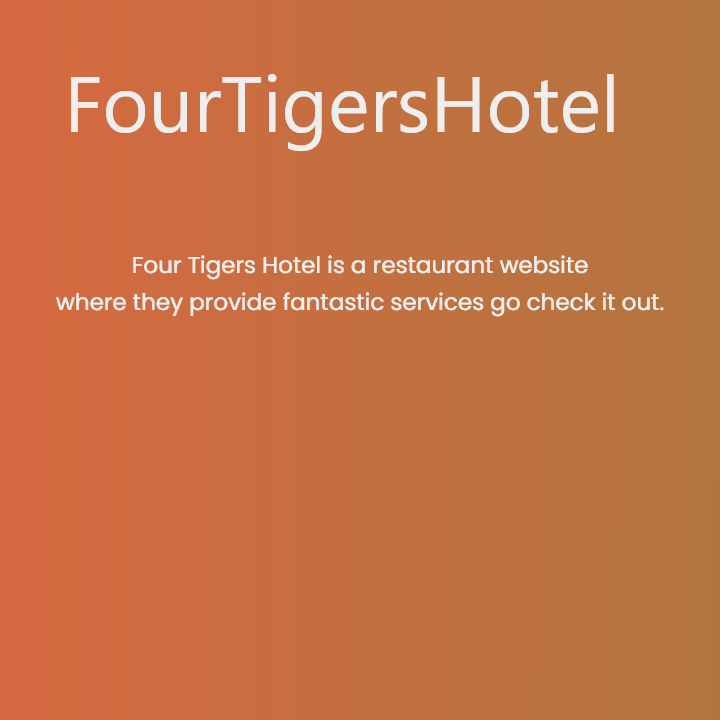 FourTigersHotel
Four Tigers Hotel is a restaurant website
where they provide fantastic services go check it out.